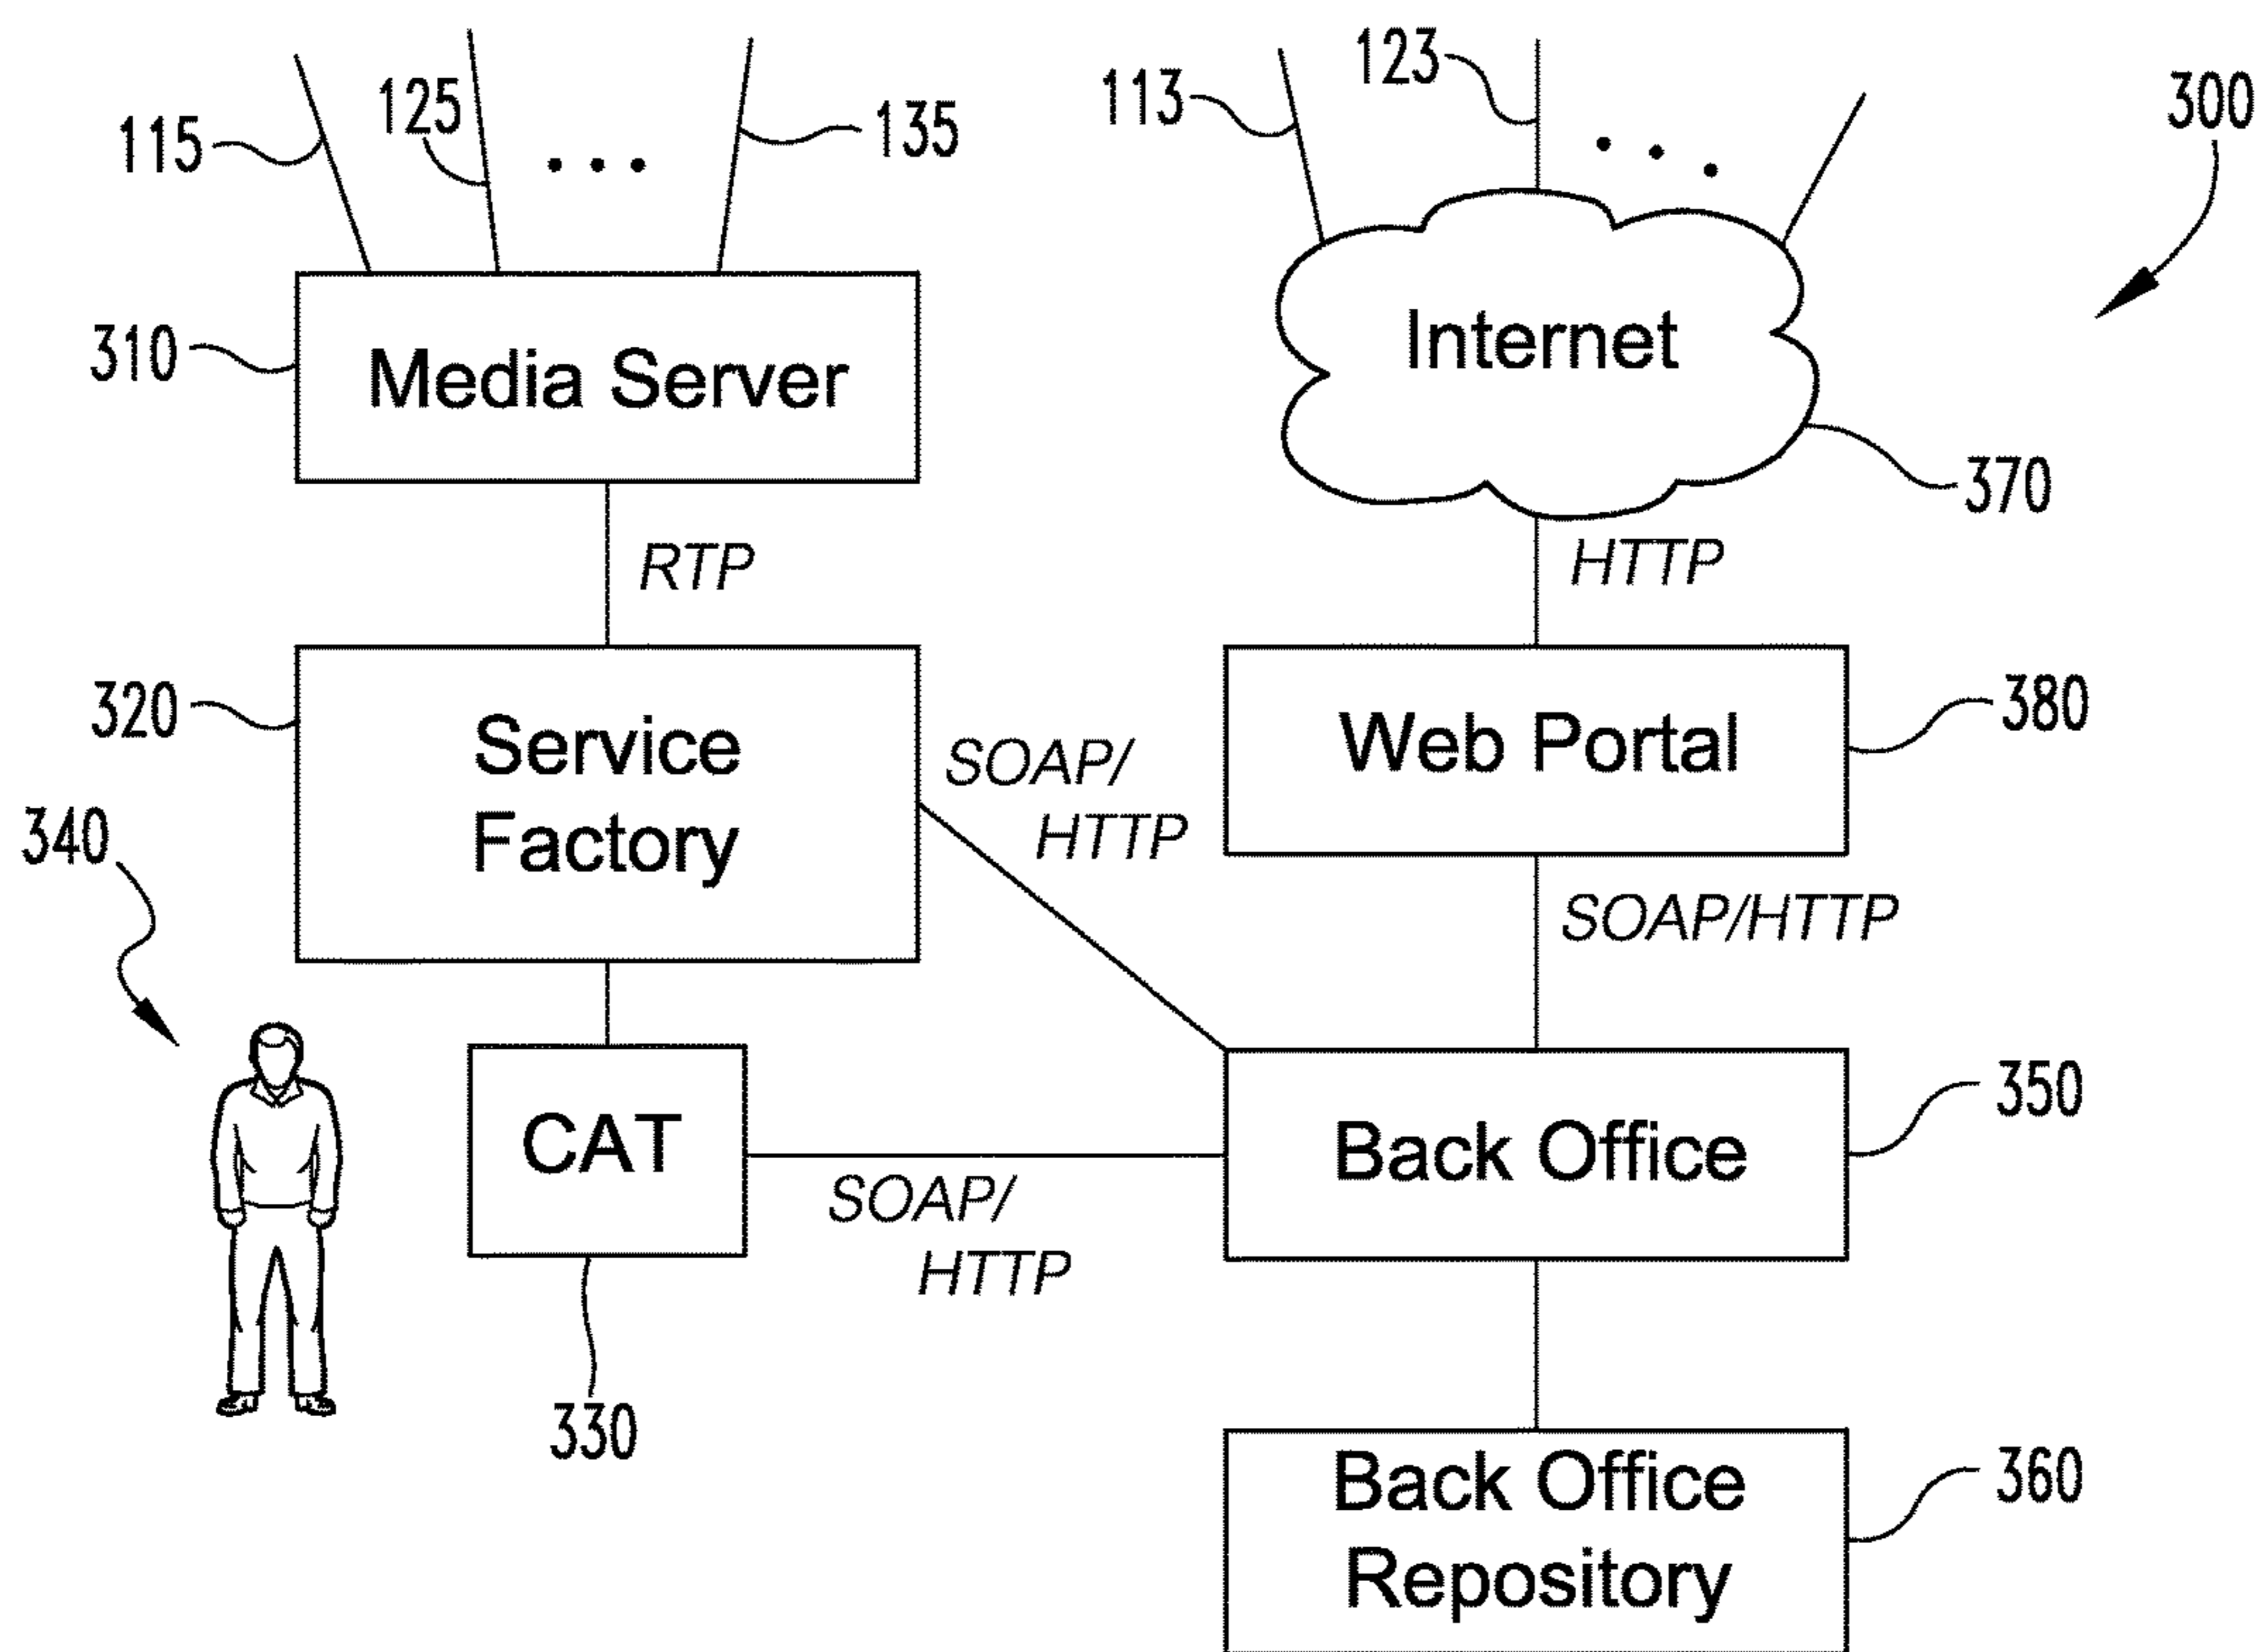 115
125
• • •
135
113
123
• • •
300
310
Media Server
Internet
370
RTP
HTTP
320
Service
Factory
SOAP/
HTTP
Web Portal
380
340
SOAP/HTTP
CAT
330
SOAP/
HTTP
Back Office
350
Back Office
Repository
360